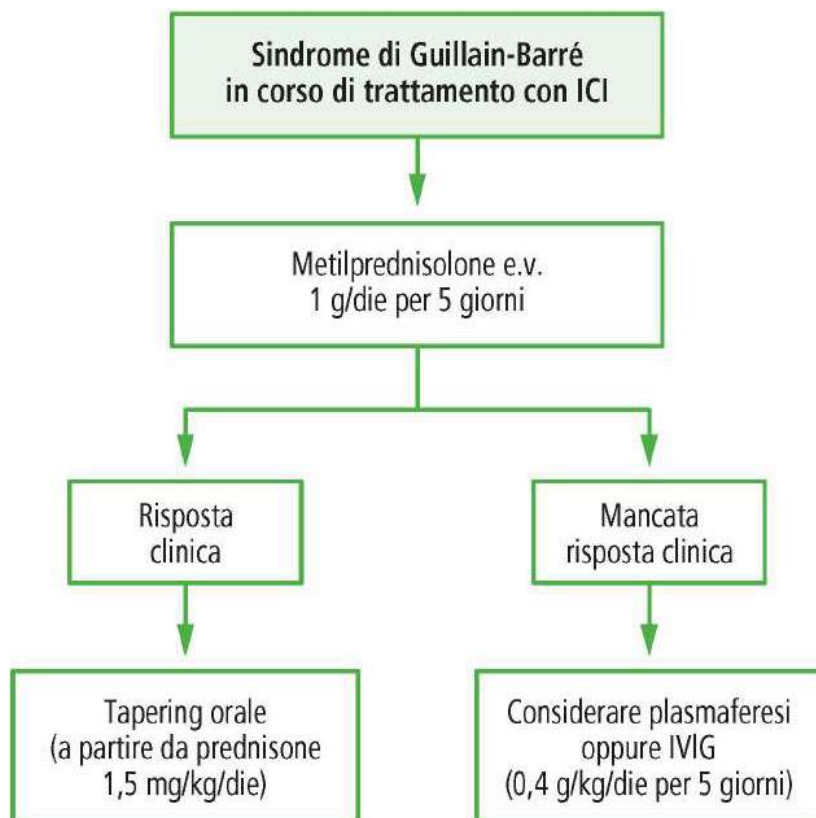 Sindrome di Guillain-Barré
in corso di trattamento con ICI
Metilprednisolone e.v.
1 g/die per 5 giorni
Risposta
clinica
Mancata
risposta clinica
Tapering orale
(a partire da prednisone
1,5 mg/kg/die)
Considerare plasmaferesi
oppure IVIG
(0,4 g/kg/die per 5 giorni)